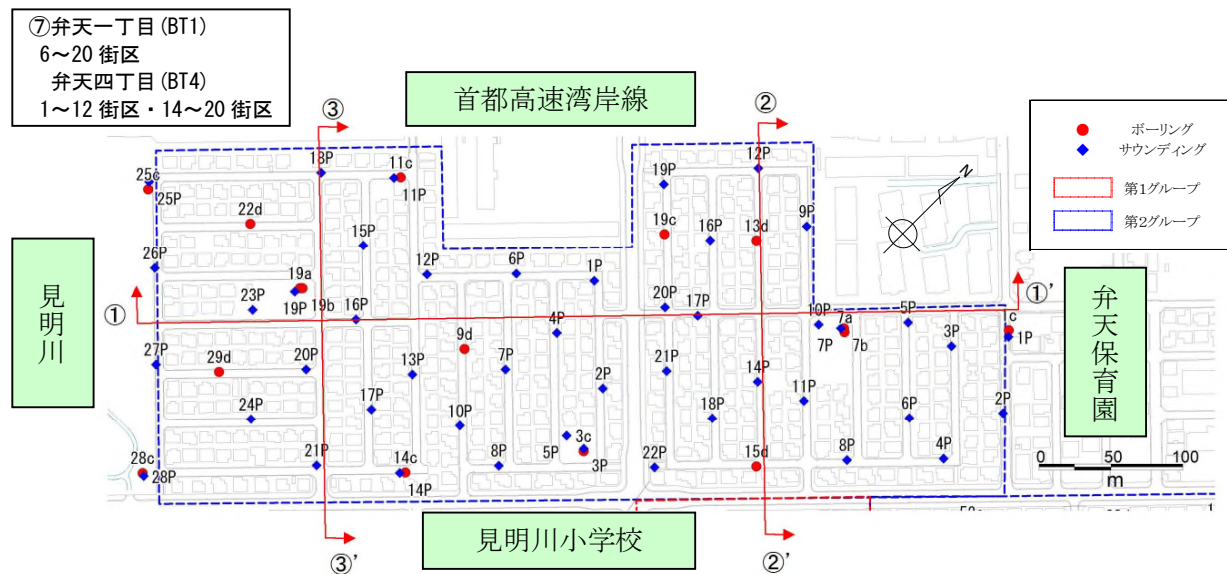 ⑦弁天一丁目(BT1)
6～20 街区
弁天四丁目(BT4)
1～12 街区・14～20 街区
首都高速湾岸線
③
②
ボーリング
サウンディング
第1グループ
第2グループ
N
見明川
弁天保育園
見明川小学校
①
①’
25c
25P
18P
11c
11P
22d
15P
26P
19a
23P
19P
19b
16P
12P
6P
1P
4P
9d
27P
29d
20P
13P
7P
2P
24P
17P
10P
28c
28P
21P
14c
14P
8P
5P
3c
3P
12P
19P
19c
16P
13d
9P
20P
17P
10P
7a
7P
7b
5P
3P
1c
1P
21P
14P
11P
18P
6P
2P
22P
15d
8P
4P
0 50 100
m
③’
②’